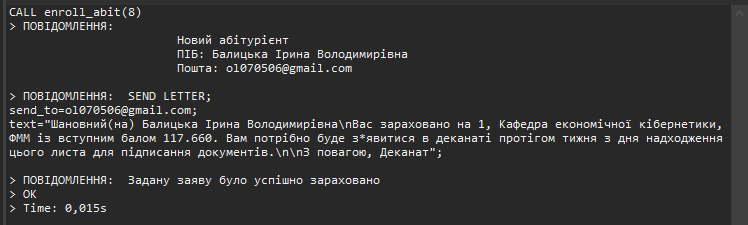 CALL enroll_abit(8)
> ПОВІДОМЛЕННЯ:
Новий абітурієнт
ПІБ: Балицька Ірина Володимирівна
Пошта: ol070506@gmail.com
> ПОВІДОМЛЕННЯ:  SEND LETTER;
send_to=ol070506@gmail.com;
text="Шановний(на) Балицька Ірина Володимирівна\nВас зараховано на 1, Кафедра економічної кібернетики,
ФММ із вступним балом 117.660. Вам потрібно буде з*явитися в деканаті протігом тижня з дня надходження
цього листа для підписання документів.\n\nЗ повагою, Деканат";
> ПОВІДОМЛЕННЯ:  Задану заяву було успішно зараховано
> OK
> Time: 0,015s